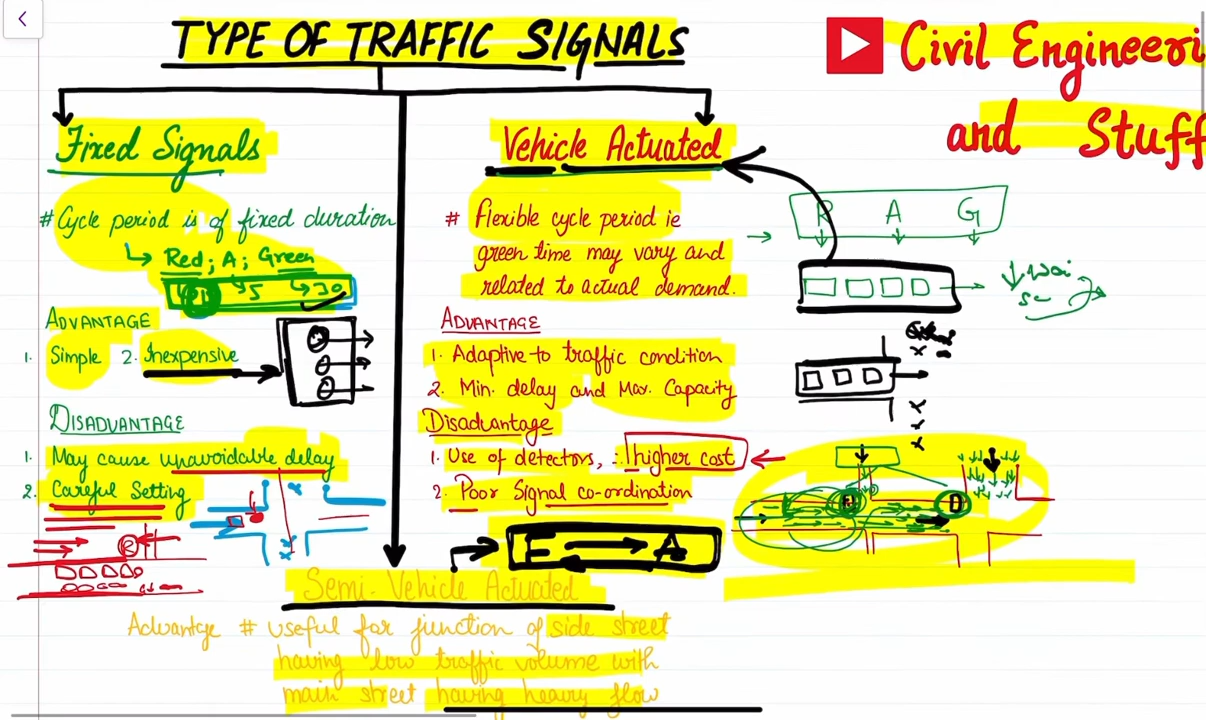 TYPE OF TRAFFIC SIGNALS
Civil Engineeri
and Stuff
Fixed Signals
# Cycle period is of fixed duration
Red; A; Green
5 30
ADVANTAGE
1. Simple 2. Inexpensive
DISADVANTAGE
1. May cause unavoidable delay
2. Careful Setting
R
Vehicle Actuated
# Flexible cycle period ie
green time may vary and
related to actual demand.
ADVANTAGE
1. Adaptive to traffic condition
2. Min. delay and Max. Capacity
Disadvantage
1. Use of detectors, = higher cost
2. Poor Signal co-ordination
R A G
F A
D
Semi-Vehicle Actuated
Advantage # useful for junction of side street
having low traffic volume with
main street having heavy flow